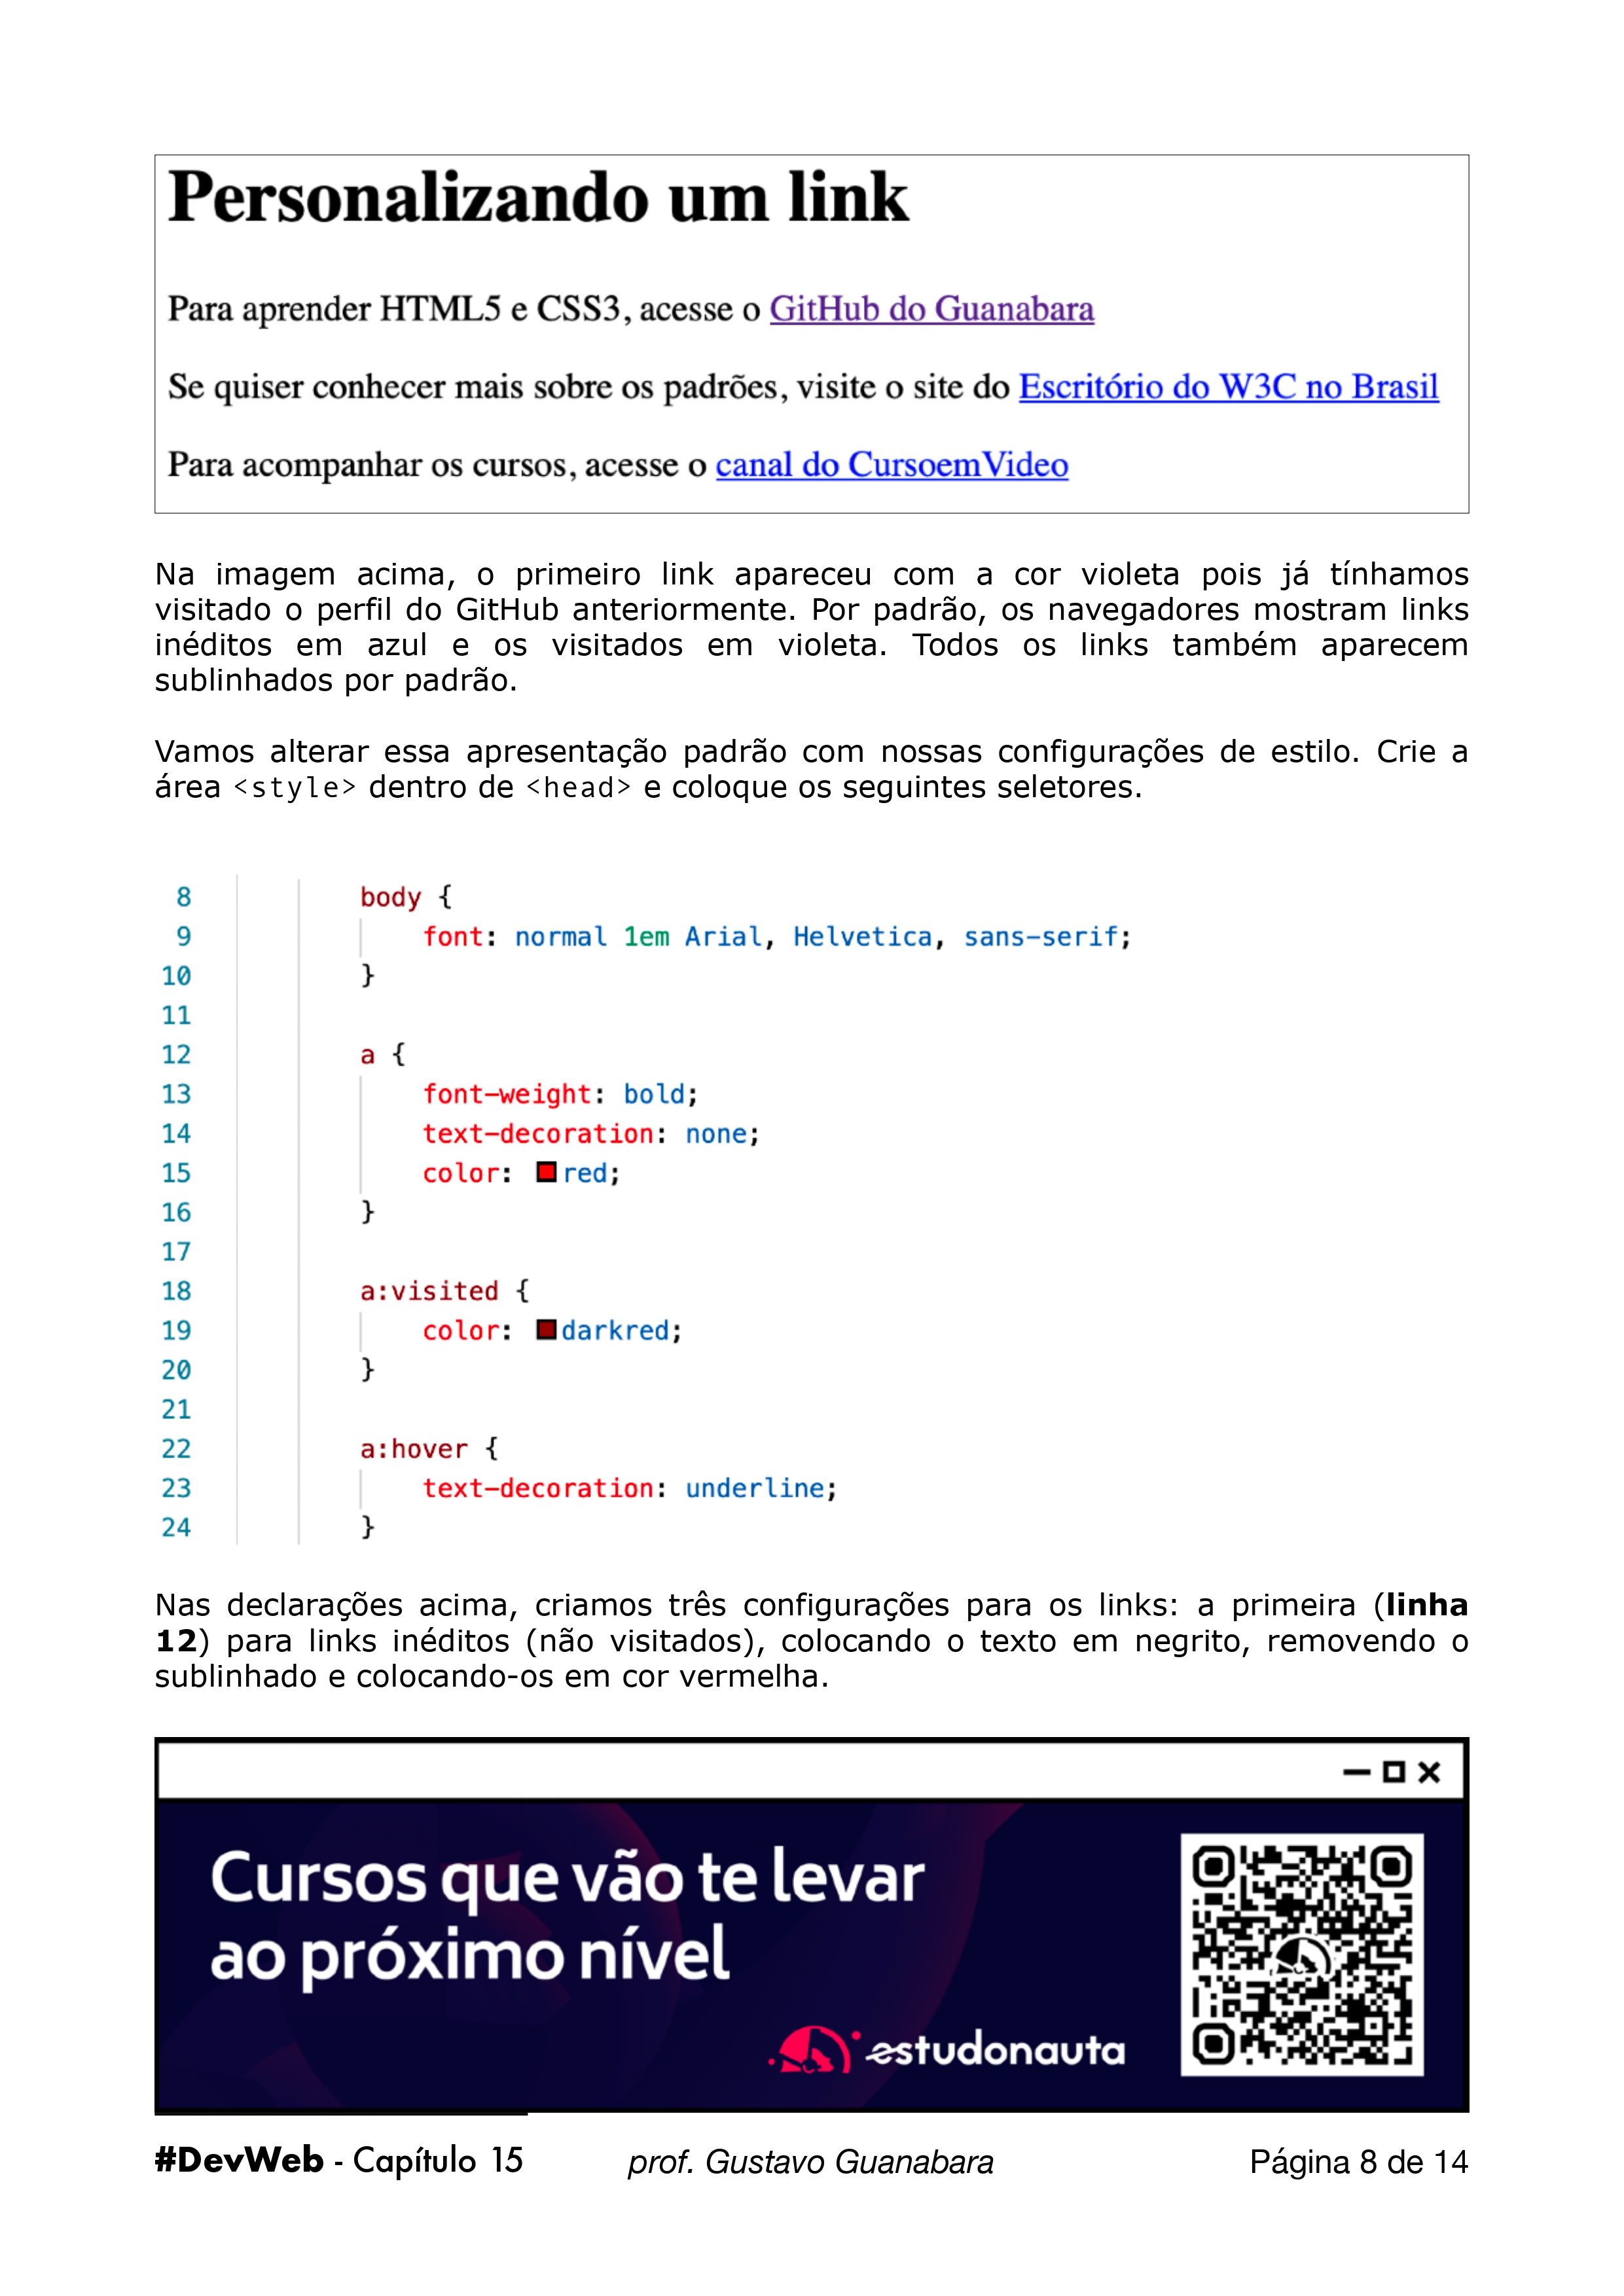 Personalizando um link
Para aprender HTML5 e CSS3, acesse o GitHub do Guanabara
Se quiser conhecer mais sobre os padrões, visite o site do Escritório do W3C no Brasil
Para acompanhar os cursos, acesse o canal do CursoemVideo
Na imagem acima, o primeiro link apareceu com a cor violeta pois já tínhamos
visitado o perfil do GitHub anteriormente. Por padrão, os navegadores mostram links
inéditos em azul e os visitados em violeta. Todos os links também aparecem
sublinhados por padrão.
Vamos alterar essa apresentação padrão com nossas configurações de estilo. Crie a
área <style> dentro de <head> e coloque os seguintes seletores.
8 body {
9 font: normal 1em Arial, Helvetica, sans-serif;
10 }
11
12 a {
13 font-weight: bold;
14 text-decoration: none;
15 color: red;
16 }
17
18 a:visited {
19 color: darkred;
20 }
21
22 a:hover {
23 text-decoration: underline;
24 }
Nas declarações acima, criamos três configurações para os links: a primeira (linha
12) para links inéditos (não visitados), colocando o texto em negrito, removendo o
sublinhado e colocando-os em cor vermelha.
Cursos que vão te levar
ao próximo nível
estudonauta
#DevWeb - Capítulo 15 prof. Gustavo Guanabara Página 8 de 14